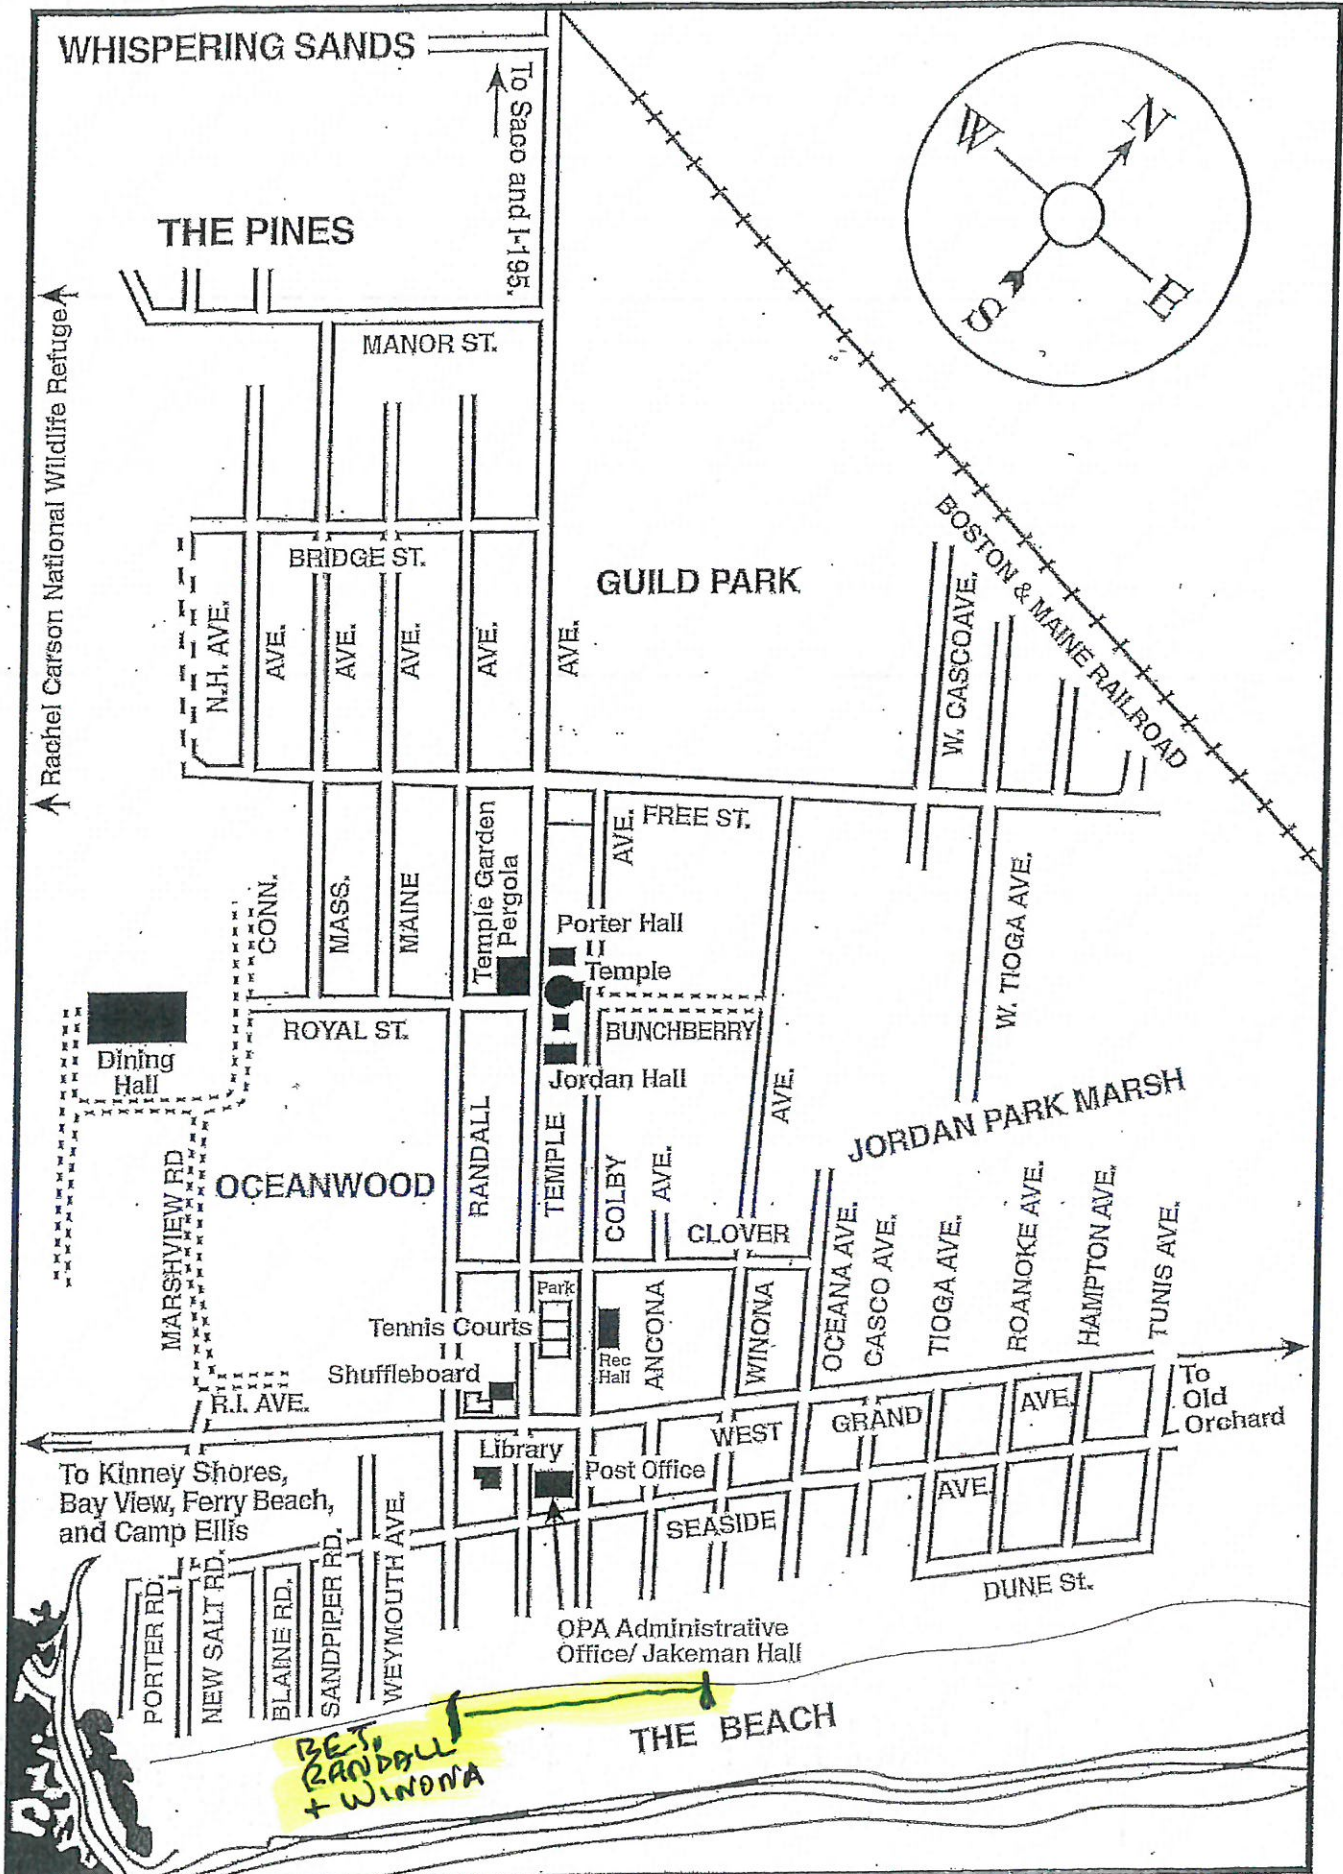 WHISPERING SANDS
To Saco and I-195.
N
W
E
S
THE PINES
MANOR ST.
Rachel Carson National Wildlife Refuge
BRIDGE ST.
GUILD PARK
BOSTON & MAINE RAILROAD
N.H. AVE.
AVE.
AVE.
AVE.
AVE.
AVE.
W. CASCO AVE.
FREE ST.
AVE.
CONN.
MASS.
MAINE
Temple Garden
Pergola
Porter Hall
Temple
W. TIOGA AVE.
ROYAL ST.
BUNCHBERRY
Dining
Hall
Jordan Hall
AVE.
JORDAN PARK MARSH
MARSHVIEW RD
OCEANWOOD
RANDALL
TEMPLE
COLBY
AVE.
CLOVER
OCEANA AVE.
CASCO AVE.
TIOGA AVE.
ROANOKE AVE.
HAMPTON AVE.
TUNIS AVE.
Park
Tennis Courts
Rec
Hall
ANCONA
WINONA
Shuffleboard
R.I. AVE.
To
Old
Orchard
WEST
GRAND
AVE.
Library
Post Office
To Kinney Shores,
Bay View, Ferry Beach,
and Camp Ellis
SEASIDE
AVE.
DUNE St.
PORTER RD.
NEW SALT RD.
BLAINE RD.
SANDPIPER RD.
WEYMOUTH AVE.
OPA Administrative
Office/ Jakeman Hall
THE BEACH
BET.
RANDALL
+ WINONA